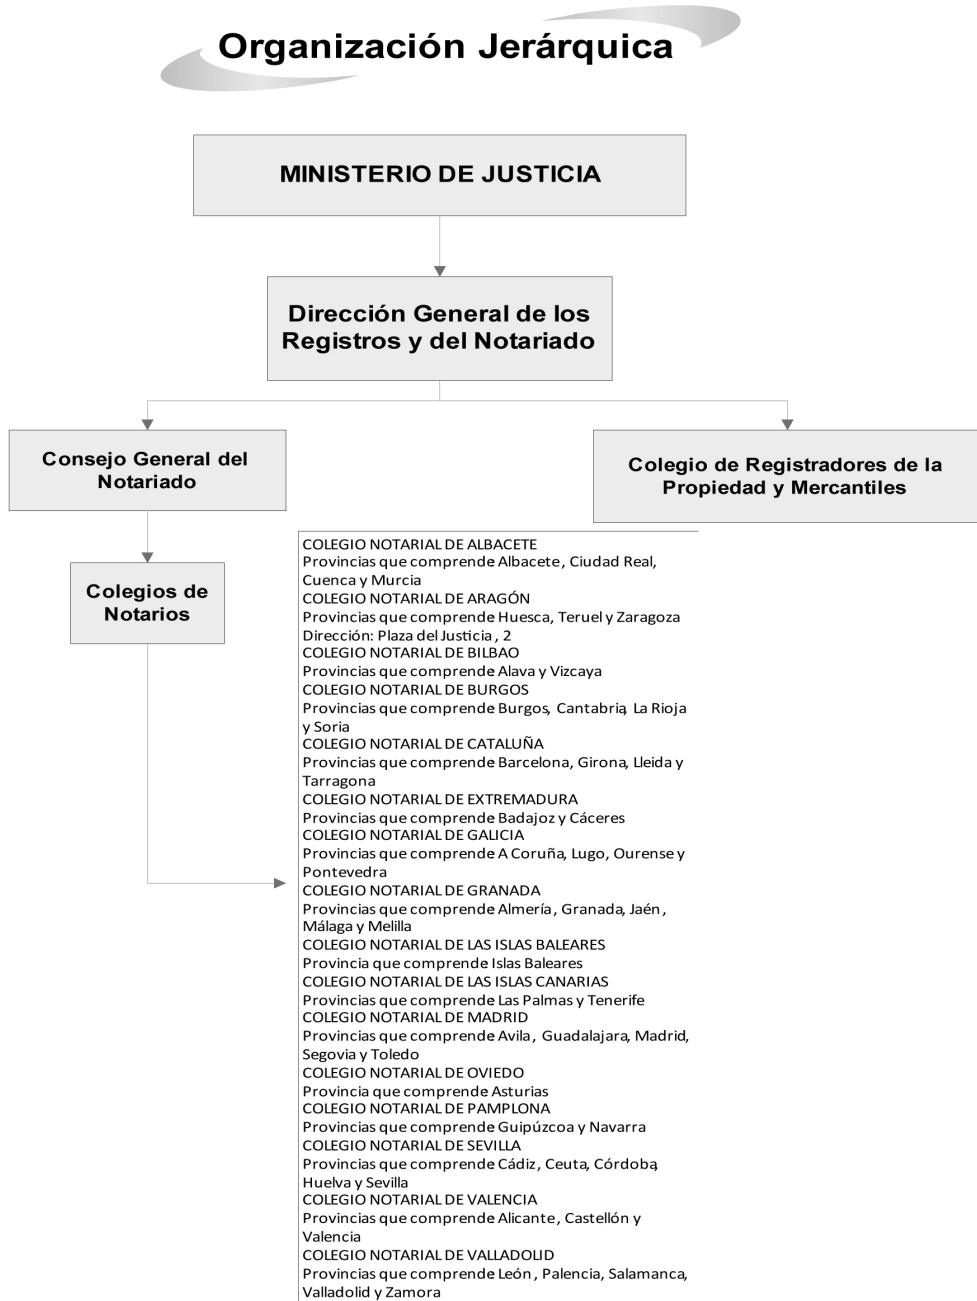 Organización Jerárquica
MINISTERIO DE JUSTICIA
Dirección General de los
Registros y del Notariado
Consejo General del
Notariado
Colegio de Registradores de la
Propiedad y Mercantiles
Colegios de
Notarios
COLEGIO NOTARIAL DE ALBACETE
Provincias que comprende Albacete, Ciudad Real,
Cuenca y Murcia
COLEGIO NOTARIAL DE ARAGÓN
Provincias que comprende Huesca, Teruel y Zaragoza
Dirección: Plaza del Justicia, 2
COLEGIO NOTARIAL DE BILBAO
Provincias que comprende Alava y Vizcaya
COLEGIO NOTARIAL DE BURGOS
Provincias que comprende Burgos, Cantabria, La Rioja
y Soria
COLEGIO NOTARIAL DE CATALUÑA
Provincias que comprende Barcelona, Girona, Lleida y
Tarragona
COLEGIO NOTARIAL DE EXTREMADURA
Provincias que comprende Badajoz y Cáceres
COLEGIO NOTARIAL DE GALICIA
Provincias que comprende A Coruña, Lugo, Ourense y
Pontevedra
COLEGIO NOTARIAL DE GRANADA
Provincias que comprende Almería, Granada, Jaén,
Málaga y Melilla
COLEGIO NOTARIAL DE LAS ISLAS BALEARES
Provincia que comprende Islas Baleares
COLEGIO NOTARIAL DE LAS ISLAS CANARIAS
Provincias que comprende Las Palmas y Tenerife
COLEGIO NOTARIAL DE MADRID
Provincias que comprende Avila, Guadalajara, Madrid,
Segovia y Toledo
COLEGIO NOTARIAL DE OVIEDO
Provincia que comprende Asturias
COLEGIO NOTARIAL DE PAMPLONA
Provincias que comprende Guipúzcoa y Navarra
COLEGIO NOTARIAL DE SEVILLA
Provincias que comprende Cádiz, Ceuta, Córdoba,
Huelva y Sevilla
COLEGIO NOTARIAL DE VALENCIA
Provincias que comprende Alicante, Castellón y
Valencia
COLEGIO NOTARIAL DE VALLADOLID
Provincias que comprende León, Palencia, Salamanca,
Valladolid y Zamora